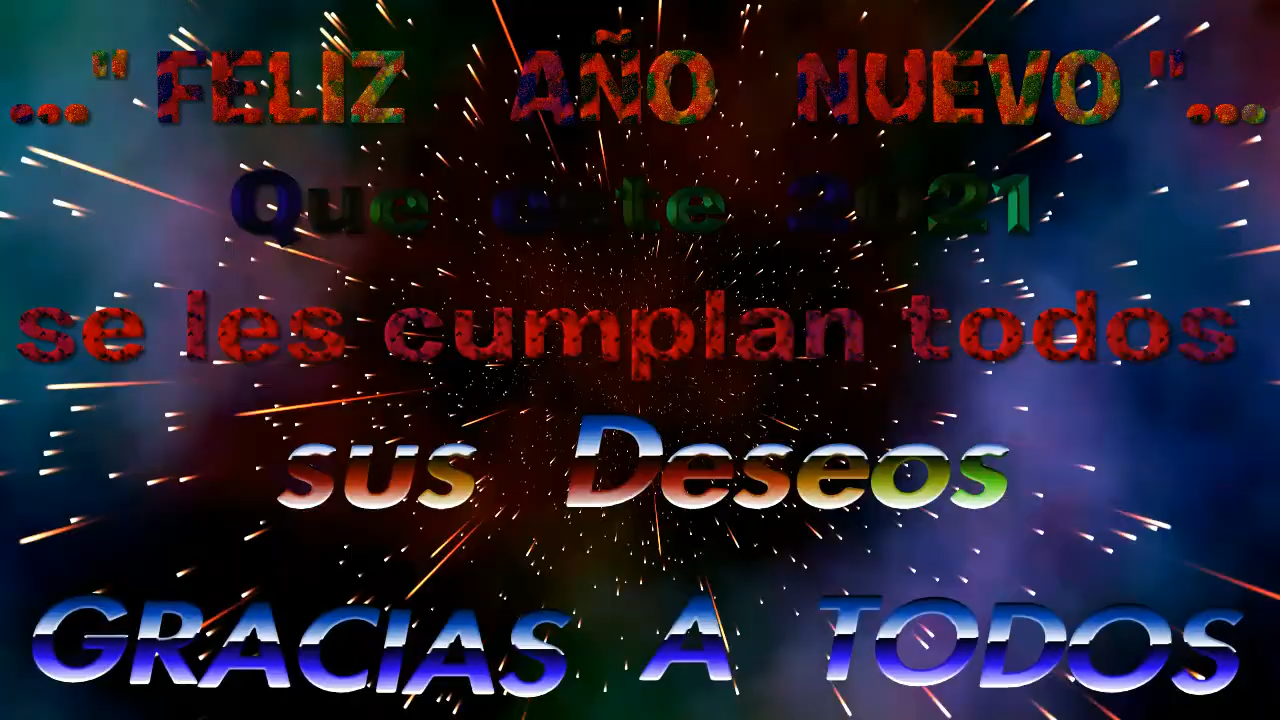 ..." FELIZ AÑO NUEVO "...
Que este 2021
se les cumplan todos
sus Deseos
GRACIAS A TODOS